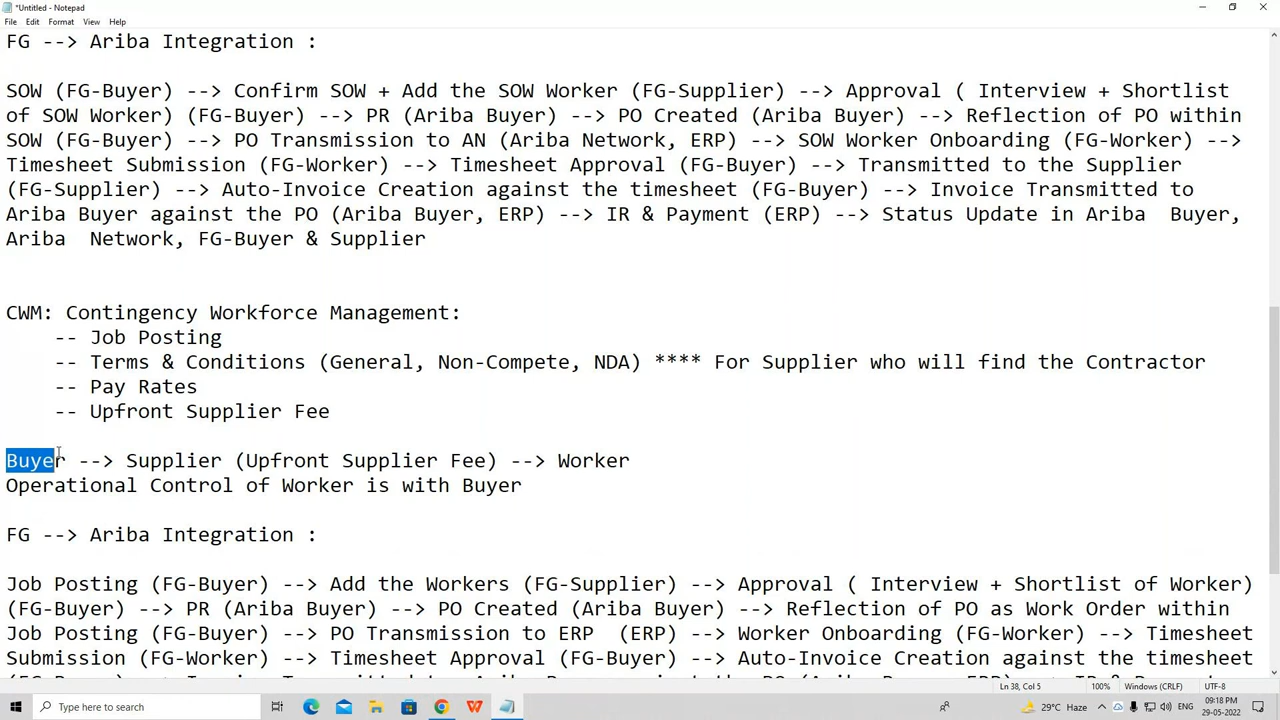 *Untitled - Notepad
File Edit Format View Help
FG --> Ariba Integration :
SOW (FG-Buyer) --> Confirm SOW + Add the SOW Worker (FG-Supplier) --> Approval ( Interview + Shortlist
of SOW Worker) (FG-Buyer) --> PR (Ariba Buyer) --> PO Created (Ariba Buyer) --> Reflection of PO within
SOW (FG-Buyer) --> PO Transmission to AN (Ariba Network, ERP) --> SOW Worker Onboarding (FG-Worker) -->
Timesheet Submission (FG-Worker) --> Timesheet Approval (FG-Buyer) --> Transmitted to the Supplier
(FG-Supplier) --> Auto-Invoice Creation against the timesheet (FG-Buyer) --> Invoice Transmitted to
Ariba Buyer against the PO (Ariba Buyer, ERP) --> IR & Payment (ERP) --> Status Update in Ariba  Buyer,
Ariba  Network, FG-Buyer & Supplier
CWM: Contingency Workforce Management:
-- Job Posting
-- Terms & Conditions (General, Non-Compete, NDA) **** For Supplier who will find the Contractor
-- Pay Rates
-- Upfront Supplier Fee
Buyer --> Supplier (Upfront Supplier Fee) --> Worker
Operational Control of Worker is with Buyer
FG --> Ariba Integration :
Job Posting (FG-Buyer) --> Add the Workers (FG-Supplier) --> Approval ( Interview + Shortlist of Worker)
(FG-Buyer) --> PR (Ariba Buyer) --> PO Created (Ariba Buyer) --> Reflection of PO as Work Order within
Job Posting (FG-Buyer) --> PO Transmission to ERP  (ERP) --> Worker Onboarding (FG-Worker) --> Timesheet
Submission (FG-Worker) --> Timesheet Approval (FG-Buyer) --> Auto-Invoice Creation against the timesheet
Ln 38, Col 5 100% Windows (CRLF) UTF-8
Type here to search
29°C Haze
ENG
09:18 PM
29-05-2022